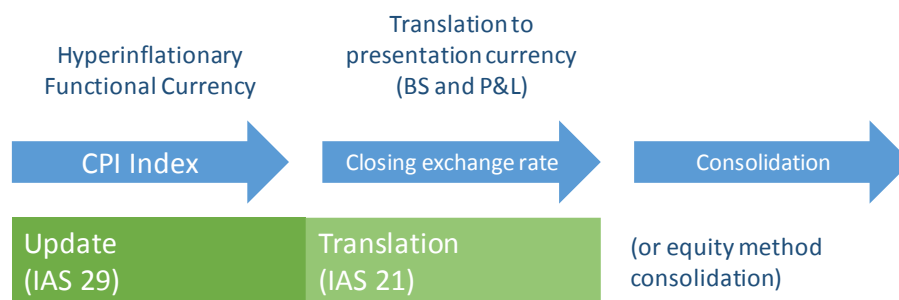 Hyperinflationary
Functional Currency
Translation to
presentation currency
(BS and P&L)
CPI Index
Closing exchange rate
Consolidation
Update
(IAS 29)
Translation
(IAS 21)
(or equity method
consolidation)